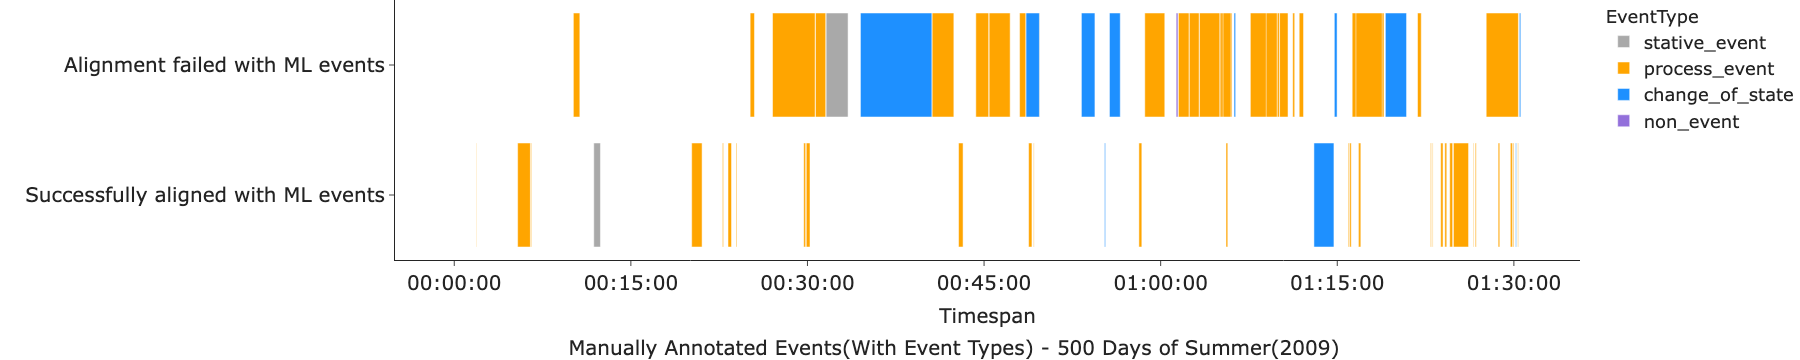 EventType
stative_event
process_event
change_of_state
non_event
Alignment failed with ML events
Successfully aligned with ML events
00:00:00 00:15:00 00:30:00 00:45:00 01:00:00 01:15:00 01:30:00
Timespan
Manually Annotated Events(With Event Types) - 500 Days of Summer(2009)